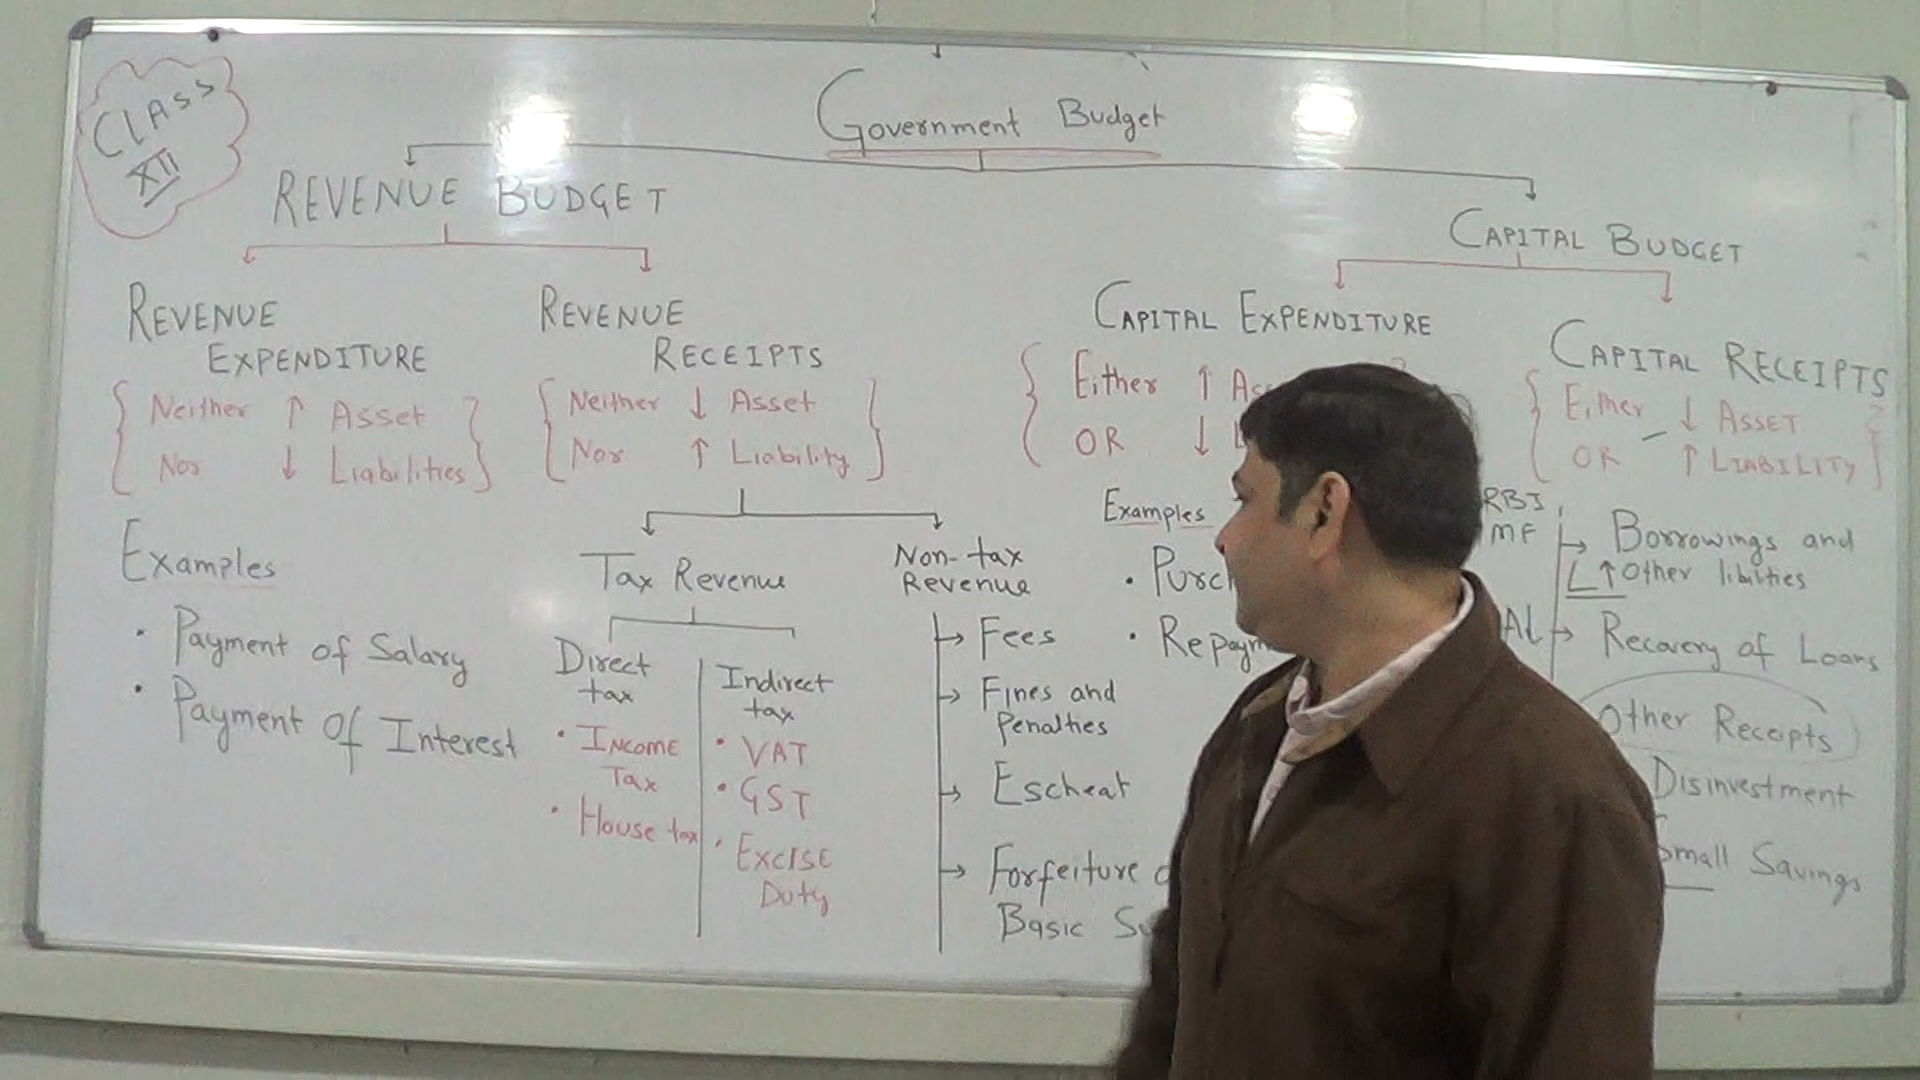 CLASS
XII
Government Budget
REVENUE BUDGET
REVENUE
EXPENDITURE
Neither ↑ Asset
Nor ↓ Liabilities
Examples
• Payment of Salary
• Payment of Interest
REVENUE
RECEIPTS
Neither ↓ Asset
Nor ↑ Liability
Tax Revenue
Direct
tax
• INCOME
TAX
• House tax
Indirect
tax
• VAT
• GST
• EXCISE
DUTY
Non-tax
Revenue
→ Fees
→ Fines and
Penalties
→ Escheat
→ Forfeiture
Basic
CAPITAL BUDGET
CAPITAL EXPENDITURE
Either ↑
OR ↓
Examples
•
•
CAPITAL RECEIPTS
Either ↓ ASSET
OR ↑ LIABILITY
RBI
→ Borrowings and
↑ Other libilties
→ Recovery of Loans
Other Receipts
Disinvestment
Small Savings